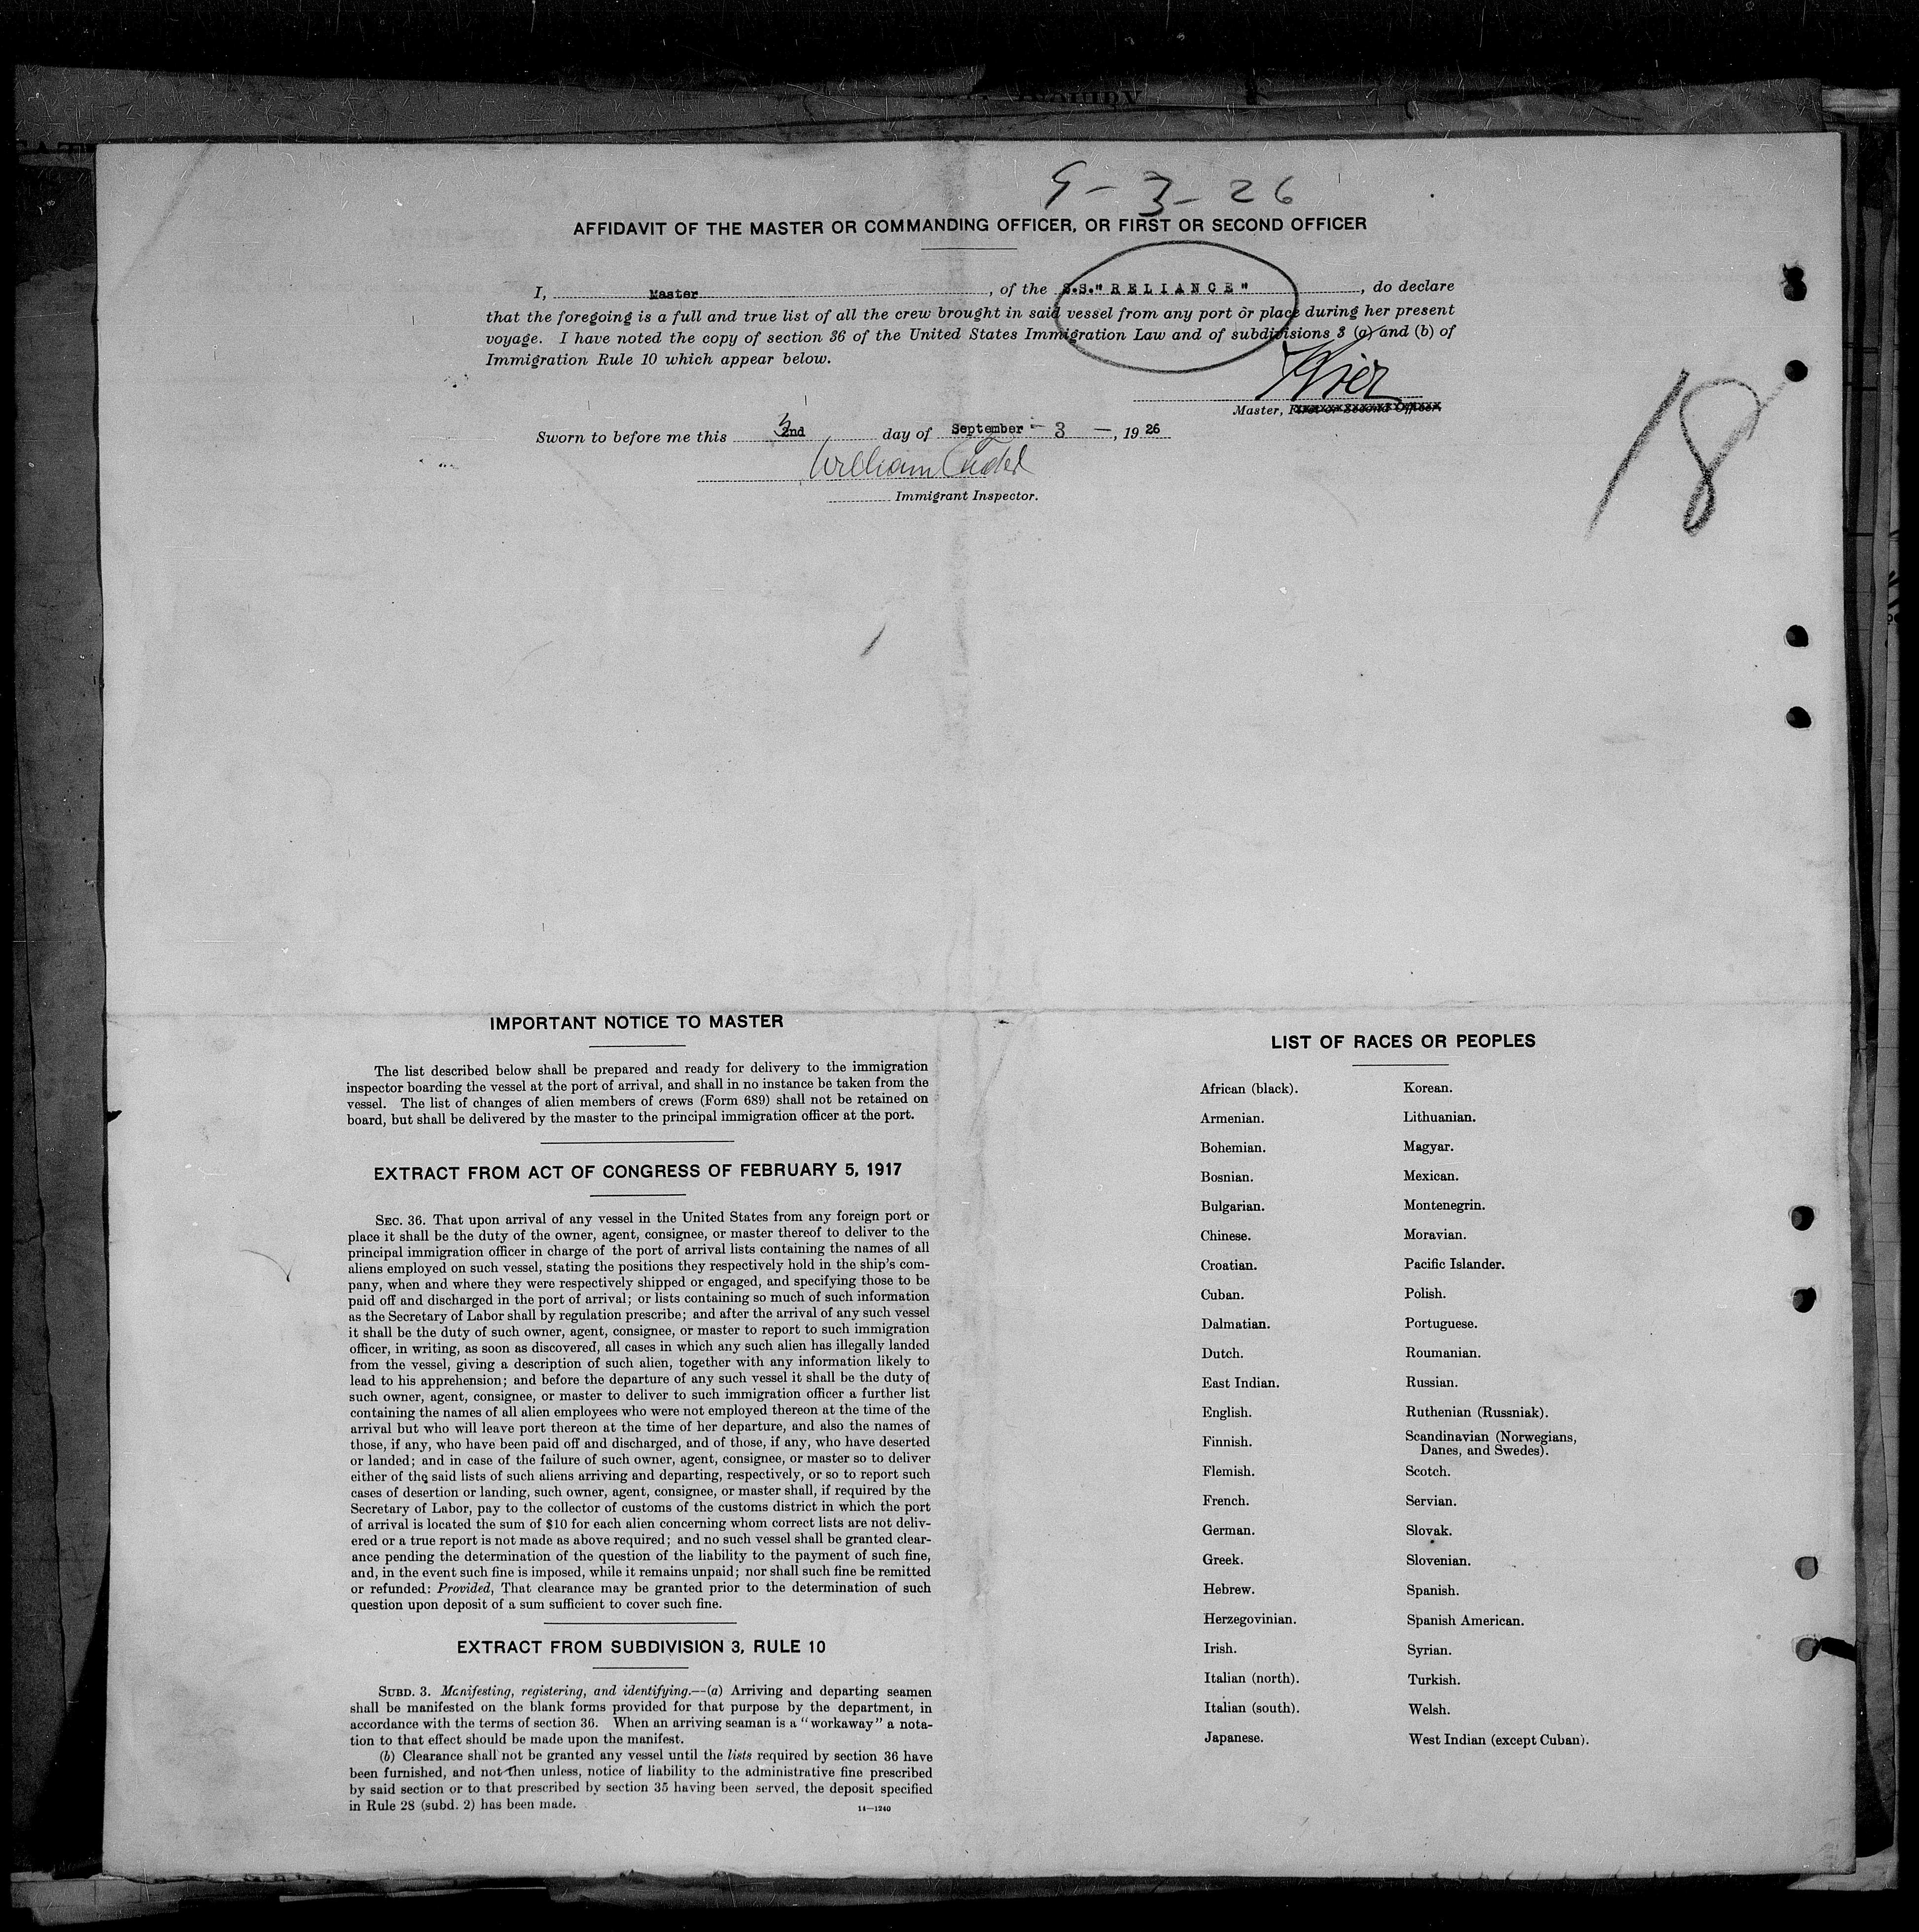 9-3-26
AFFIDAVIT OF THE MASTER OR COMMANDING OFFICER, OR FIRST OR SECOND OFFICER
I, Master, of the S.S."RELIANCE", do declare
that the foregoing is a full and true list of all the crew brought in said vessel from any port or place during her present
voyage. I have noted the copy of section 36 of the United States Immigration Law and of subdivisions 3 (a) and (b) of
Immigration Rule 10 which appear below.
Master, First or Second Officer.
18
Sworn to before me this 3 2nd day of September - 3 -, 1926
William
Immigrant Inspector.
IMPORTANT NOTICE TO MASTER
The list described below shall be prepared and ready for delivery to the immigration
inspector boarding the vessel at the port of arrival, and shall in no instance be taken from the
vessel. The list of changes of alien members of crews (Form 689) shall not be retained on
board, but shall be delivered by the master to the principal immigration officer at the port.
EXTRACT FROM ACT OF CONGRESS OF FEBRUARY 5, 1917
SEC. 36. That upon arrival of any vessel in the United States from any foreign port or
place it shall be the duty of the owner, agent, consignee, or master thereof to deliver to the
principal immigration officer in charge of the port of arrival lists containing the names of all
aliens employed on such vessel, stating the positions they respectively hold in the ship's com-
pany, when and where they were respectively shipped or engaged, and specifying those to be
paid off and discharged in the port of arrival; or lists containing so much of such information
as the Secretary of Labor shall by regulation prescribe; and after the arrival of any such vessel
it shall be the duty of such owner, agent, consignee, or master to report to such immigration
officer, in writing, as soon as discovered, all cases in which any such alien has illegally landed
from the vessel, giving a description of such alien, together with any information likely to
lead to his apprehension; and before the departure of any such vessel it shall be the duty of
such owner, agent, consignee, or master to deliver to such immigration officer a further list
containing the names of all alien employees who were not employed thereon at the time of the
arrival but who will leave port thereon at the time of her departure, and also the names of
those, if any, who have been paid off and discharged, and of those, if any, who have deserted
or landed; and in case of the failure of such owner, agent, consignee, or master so to deliver
either of the said lists of such aliens arriving and departing, respectively, or so to report such
cases of desertion or landing, such owner, agent, consignee, or master shall, if required by the
Secretary of Labor, pay to the collector of customs of the customs district in which the port
of arrival is located the sum of $10 for each alien concerning whom correct lists are not deliv-
ered or a true report is not made as above required; and no such vessel shall be granted clear-
ance pending the determination of the question of the liability to the payment of such fine,
and, in the event such fine is imposed, while it remains unpaid; nor shall such fine be remitted
or refunded: Provided, That clearance may be granted prior to the determination of such
question upon deposit of a sum sufficient to cover such fine.
EXTRACT FROM SUBDIVISION 3, RULE 10
SUBD. 3. Manifesting, registering, and identifying.--(a) Arriving and departing seamen
shall be manifested on the blank forms provided for that purpose by the department, in
accordance with the terms of section 36. When an arriving seaman is a "workaway" a nota-
tion to that effect should be made upon the manifest.
(b) Clearance shall not be granted any vessel until the lists required by section 36 have
been furnished, and not then unless, notice of liability to the administrative fine prescribed
by said section or to that prescribed by section 35 having been served, the deposit specified
in Rule 28 (subd. 2) has been made.
14-1240
LIST OF RACES OR PEOPLES
African (black).
Armenian.
Bohemian.
Bosnian.
Bulgarian.
Chinese.
Croatian.
Cuban.
Dalmatian.
Dutch.
East Indian.
English.
Finnish.
Flemish.
French.
German.
Greek.
Hebrew.
Herzegovinian.
Irish.
Italian (north).
Italian (south).
Japanese.
Korean.
Lithuanian.
Magyar.
Mexican.
Montenegrin.
Moravian.
Pacific Islander.
Polish.
Portuguese.
Roumanian.
Russian.
Ruthenian (Russniak).
Scandinavian (Norwegians,
Danes, and Swedes).
Scotch.
Servian.
Slovak.
Slovenian.
Spanish.
Spanish American.
Syrian.
Turkish.
Welsh.
West Indian (except Cuban).